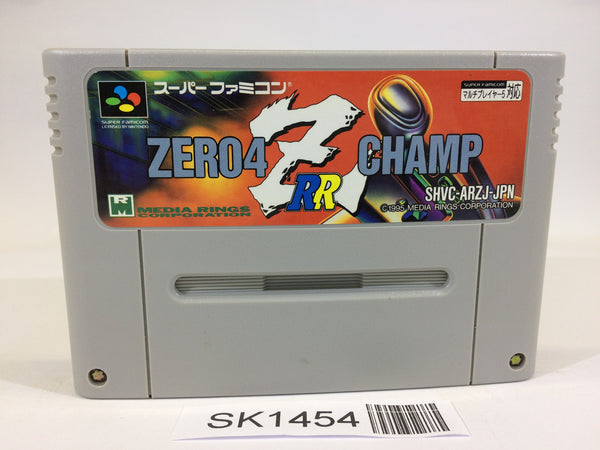 スーパーファミコン®
SUPER FAMICOM
LICENSED BY NINTENDO
SUPER FAMICOM
マルチプレイヤー5対応
ZERO4 CHAMP
Z
RR
RM
MEDIA RINGS
CORPORATION
SHVC-ARZJ-JPN
©1995 MEDIA RINGS CORPORATION
SK1454